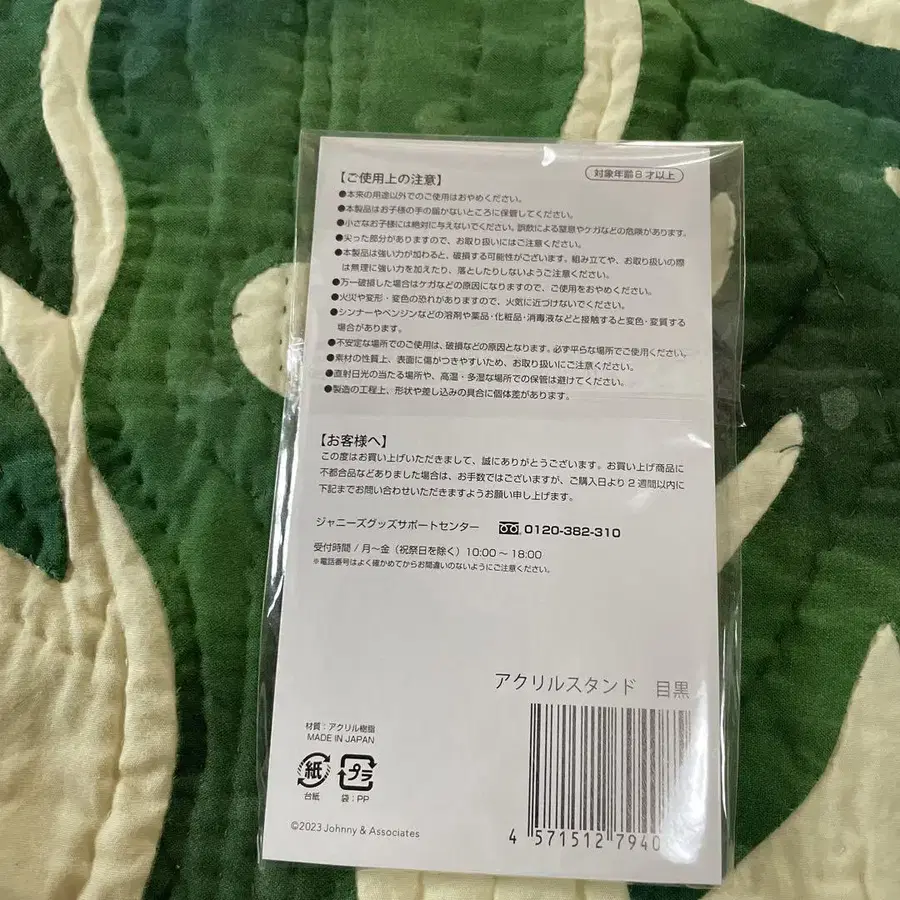 【ご使用上の注意】
対象年齢8才以上
●本来の用途以外でのご使用はおやめください。
●本製品はお子様の手の届かないところに保管してください。
●小さなお子様には絶対に与えないでください。誤飲による窒息やケガなどの危険があります。
●尖った部分がありますので、お取り扱いにはご注意ください。
●本製品は強い力が加わると、破損する可能性がございます。組み立てや、お取り扱いの際
は無理に強い力を加えたり、落としたりしないようご注意ください。
●万一破損した場合はケガなどの原因になりますので、ご使用をおやめください。
●火災や変形・変色の恐れがありますので、火気に近づけないでください。
●シンナーやベンジンなどの溶剤や薬品・化粧品・消毒液などと接触すると変色・変質する
場合があります。
●不安定な場所でのご使用は、破損などの原因となります。必ず平らな場所でご使用ください。
●素材の性質上、表面に傷がつきやすいため、お取り扱いにご注意ください。
●直射日光の当たる場所や、高温・多湿な場所での保管は避けてください。
●製造の工程上、形状や差し込みの具合に個体差があります。
【お客様へ】
この度はお買い上げいただきまして、誠にありがとうございます。お買い上げ商品に
不都合品などありました場合は、お手数ではございますが、ご購入日より2週間以内に
下記までお問い合わせいただきますようお願い申し上げます。
ジャニーズグッズサポートセンター 0120-382-310
受付時間 / 月〜金（祝祭日を除く）10:00〜18:00
※電話番号はよく確かめてからお間違いのないようにご注意ください。
アクリルスタンド 目黒
材質：アクリル樹脂
MADE IN JAPAN
紙 プラ
台紙 袋：PP
©2023 Johnny & Associates
4 571512 7940